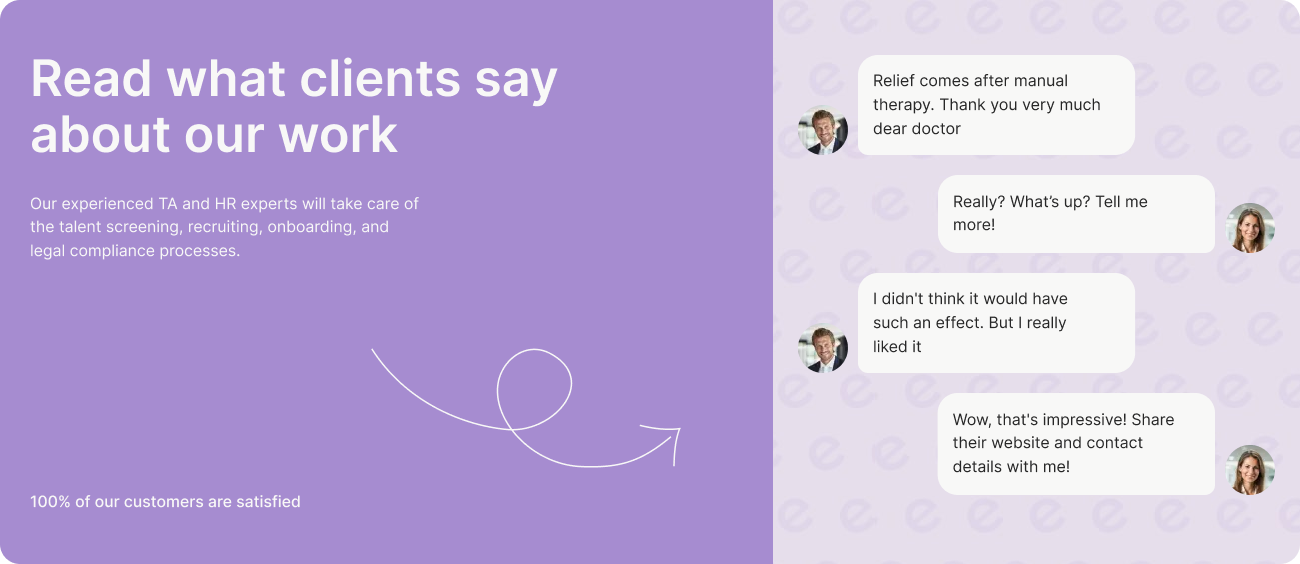 Read what clients say
about our work
Our experienced TA and HR experts will take care of
the talent screening, recruiting, onboarding, and
legal compliance processes.
100% of our customers are satisfied
Relief comes after manual
therapy. Thank you very much
dear doctor
Really? What’s up? Tell me
more!
I didn't think it would have
such an effect. But I really
liked it
Wow, that's impressive! Share
their website and contact
details with me!